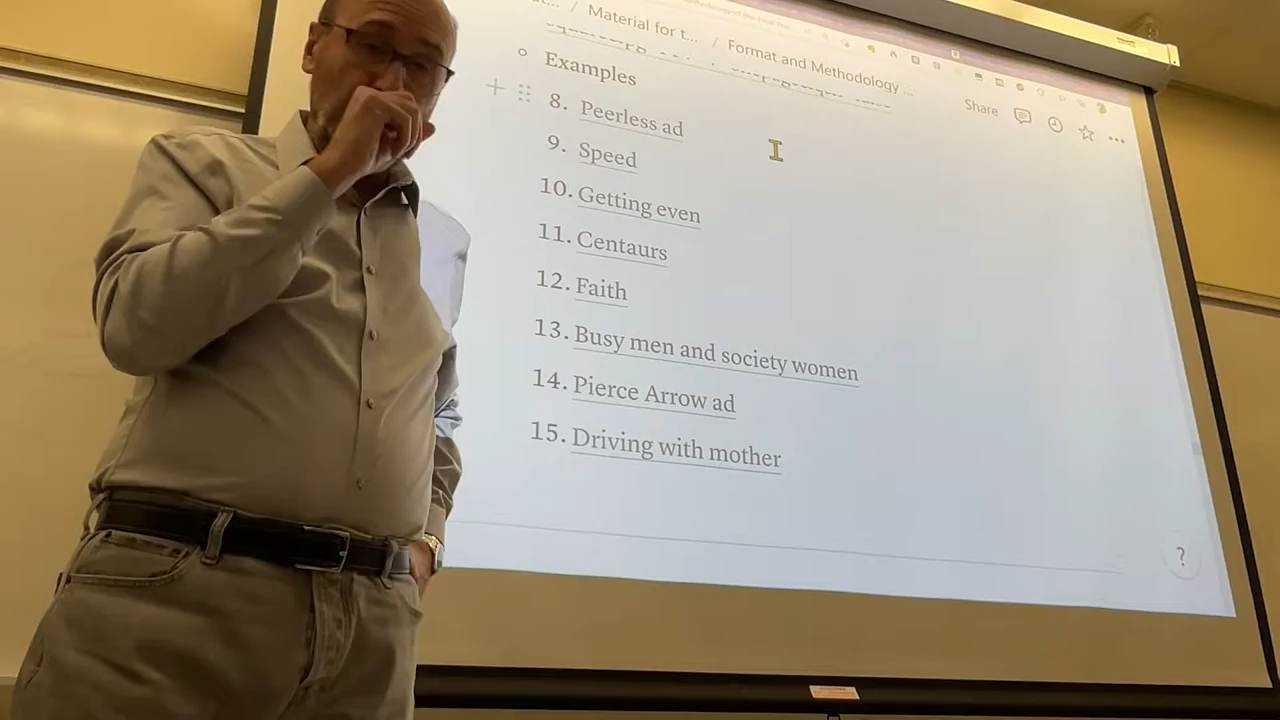 Material for t... / Format and Methodology ...
Share
Examples
8. Peerless ad
9. Speed
10. Getting even
11. Centaurs
12. Faith
13. Busy men and society women
14. Pierce Arrow ad
15. Driving with mother
?